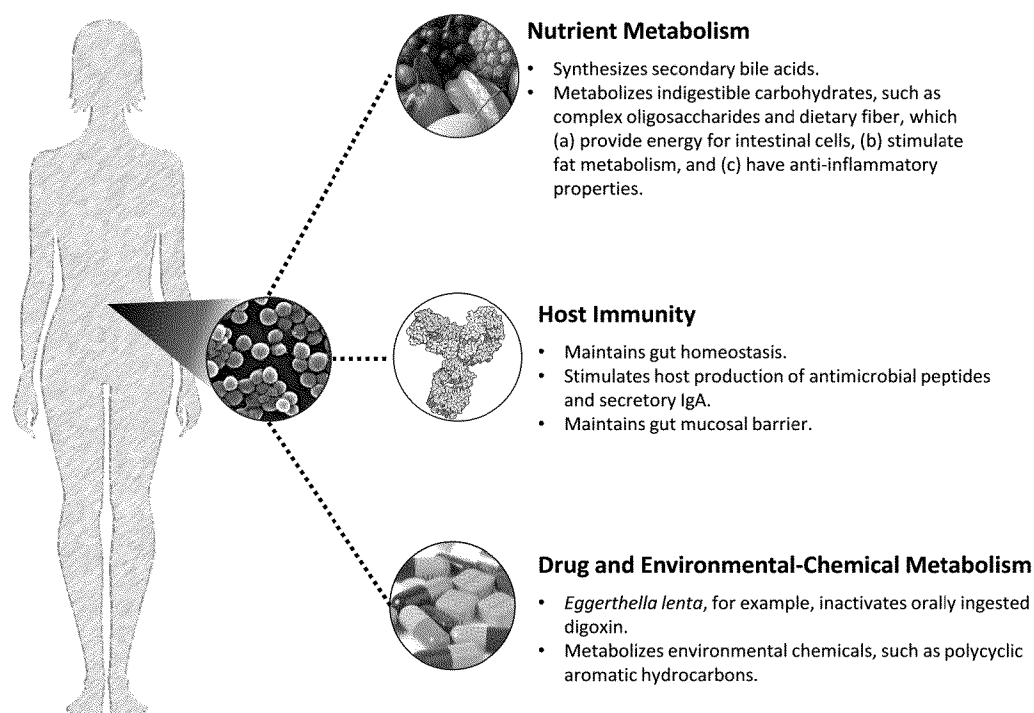 Nutrient Metabolism
• Synthesizes secondary bile acids.
• Metabolizes indigestible carbohydrates, such as
complex oligosaccharides and dietary fiber, which
(a) provide energy for intestinal cells, (b) stimulate
fat metabolism, and (c) have anti-inflammatory
properties.
Host Immunity
• Maintains gut homeostasis.
• Stimulates host production of antimicrobial peptides
and secretory IgA.
• Maintains gut mucosal barrier.
Drug and Environmental-Chemical Metabolism
• Eggerthella lenta, for example, inactivates orally ingested
digoxin.
• Metabolizes environmental chemicals, such as polycyclic
aromatic hydrocarbons.